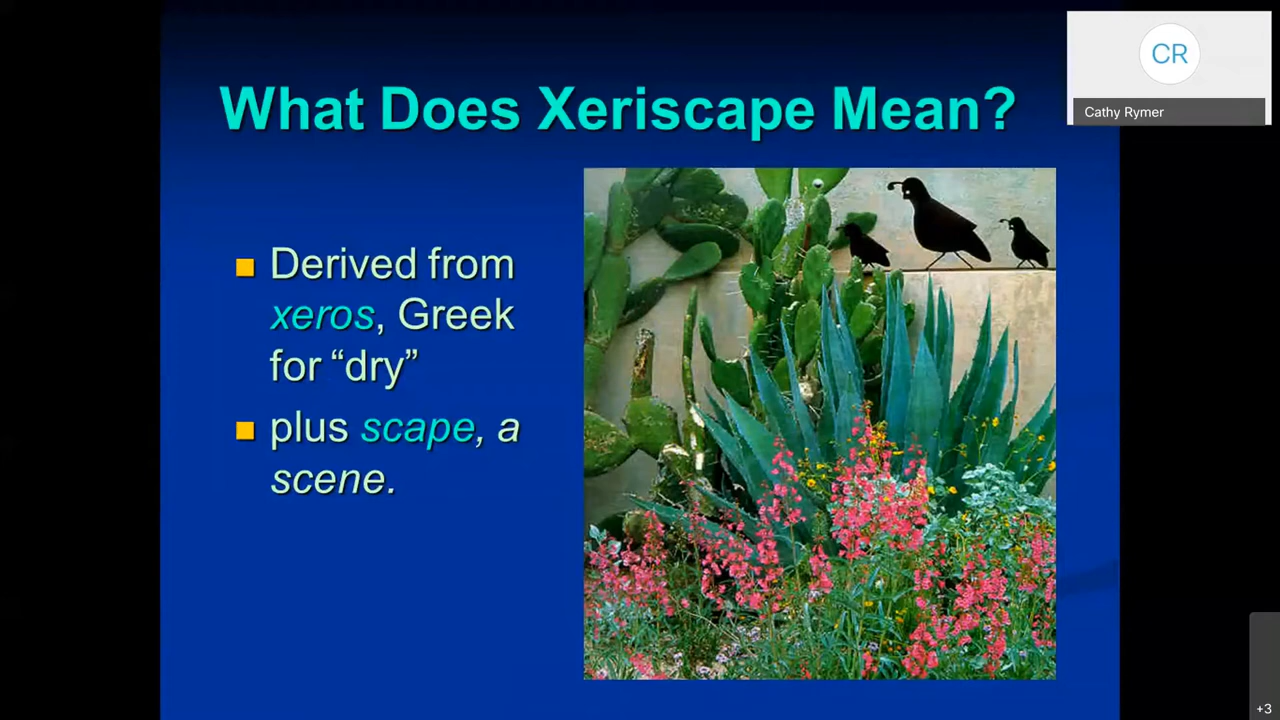 What Does Xeriscape Mean?
CR
Cathy Rymer
Derived from
xeros, Greek
for “dry”
plus scape, a
scene.
+3